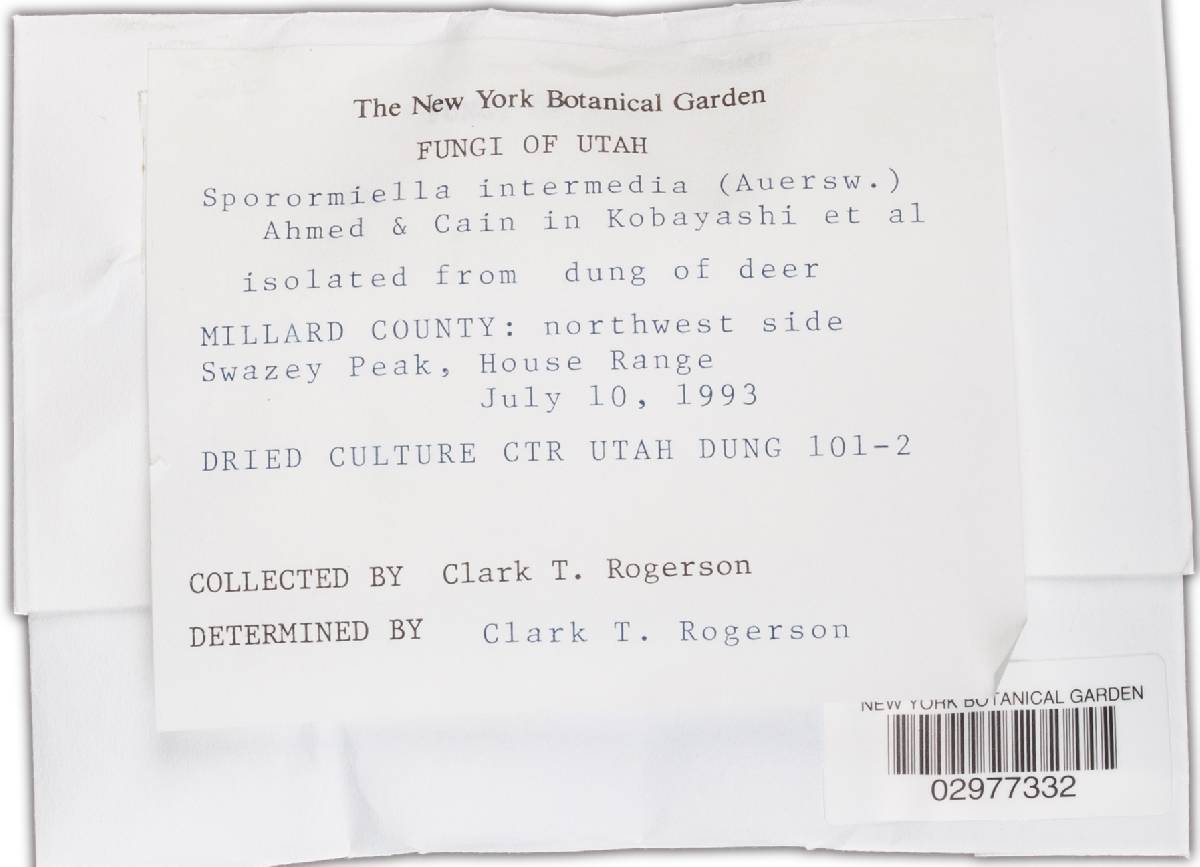 The New York Botanical Garden
FUNGI OF UTAH
Sporormiella intermedia (Auersw.)
Ahmed & Cain in Kobayashi et al
isolated from dung of deer
MILLARD COUNTY: northwest side
Swazey Peak, House Range
July 10, 1993
DRIED CULTURE CTR UTAH DUNG 101-2
COLLECTED BY Clark T. Rogerson
DETERMINED BY Clark T. Rogerson
NEW YORK BOTANICAL GARDEN
02977332